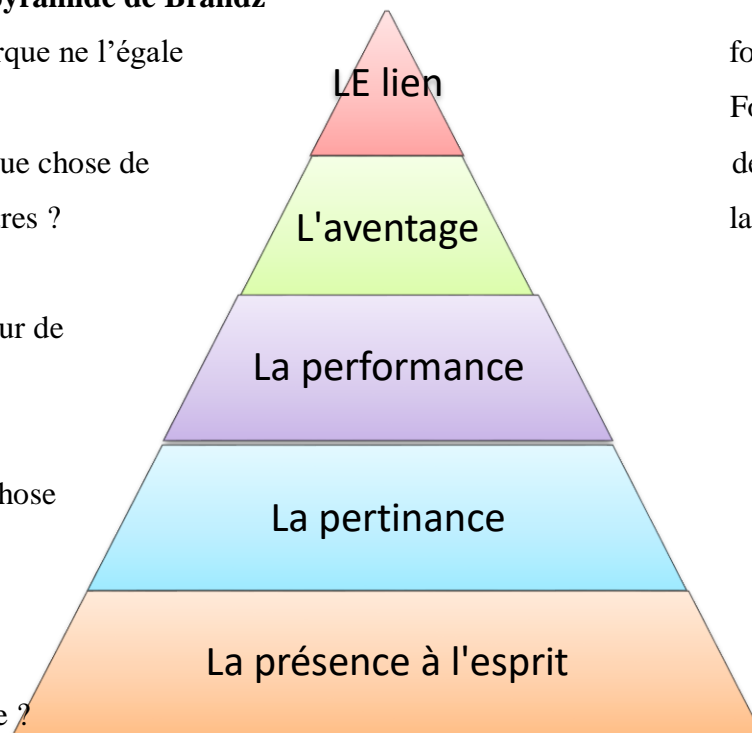 pyramide de Brandz
rque ne l'égale
LE lien
fo
Fo
ue chose de
de
res ?
L'aventage
la
ur de
La performance
hose
La pertinance
La présence à l'esprit
e ?